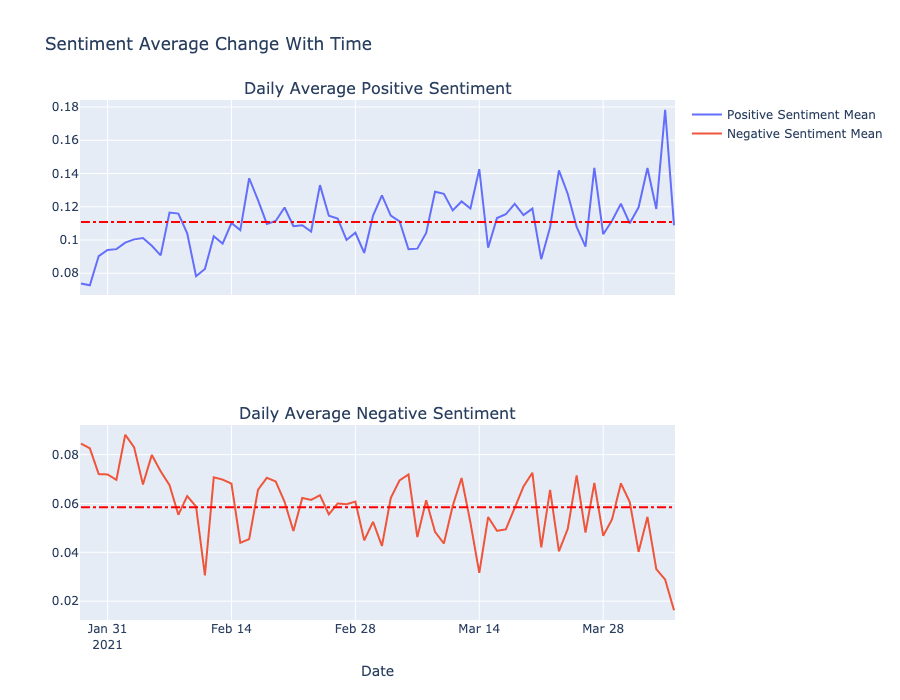 Sentiment Average Change With Time
Daily Average Positive Sentiment
0.18
0.16
0.14
0.12
0.1
0.08
Positive Sentiment Mean
Negative Sentiment Mean
Daily Average Negative Sentiment
0.08
0.06
0.04
0.02
Jan 31 Feb 14 Feb 28 Mar 14 Mar 28
2021
Date